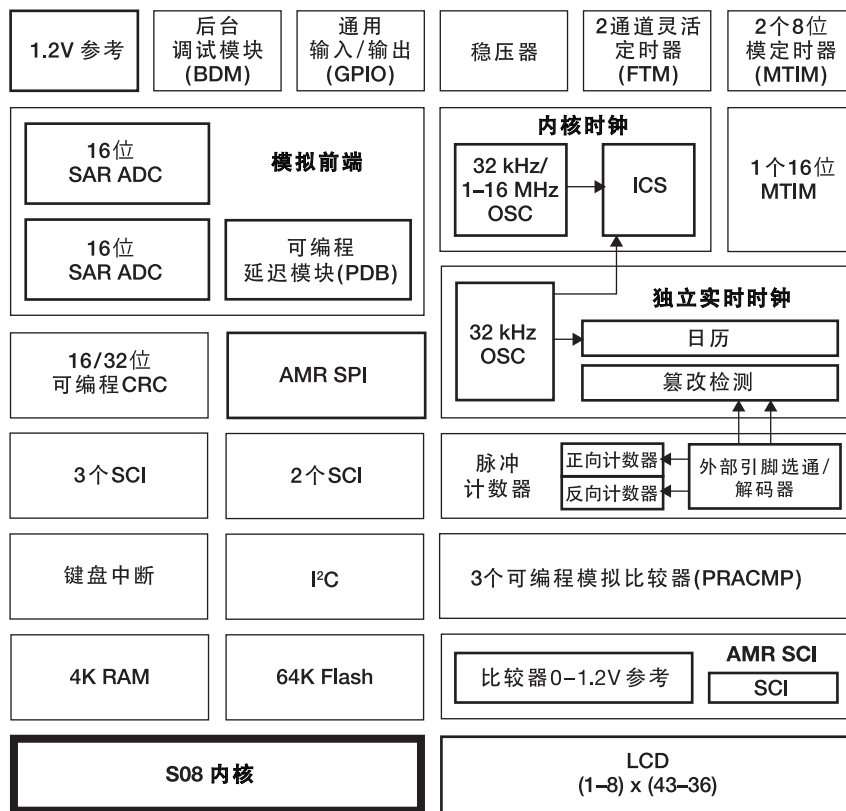 1.2V 参考
后台
调试模块
(BDM)
通用
输入/输出
(GPIO)
稳压器
2通道灵活
定时器
(FTM)
2个8位
模定时器
(MTIM)
16位
SAR ADC
模拟前端
16位
SAR ADC
可编程
延迟模块(PDB)
内核时钟
32 kHz/
1–16 MHz
OSC
ICS
1个16位
MTIM
独立实时时钟
32 kHz
OSC
日历
篡改检测
16/32位
可编程CRC
AMR SPI
3个SCI
2个SCI
脉冲
计数器
正向计数器
反向计数器
外部引脚选通/
解码器
键盘中断
I²C
3个可编程模拟比较器(PRACMP)
4K RAM
64K Flash
比较器0–1.2V 参考
AMR SCI
SCI
S08 内核
LCD
(1–8) x (43–36)